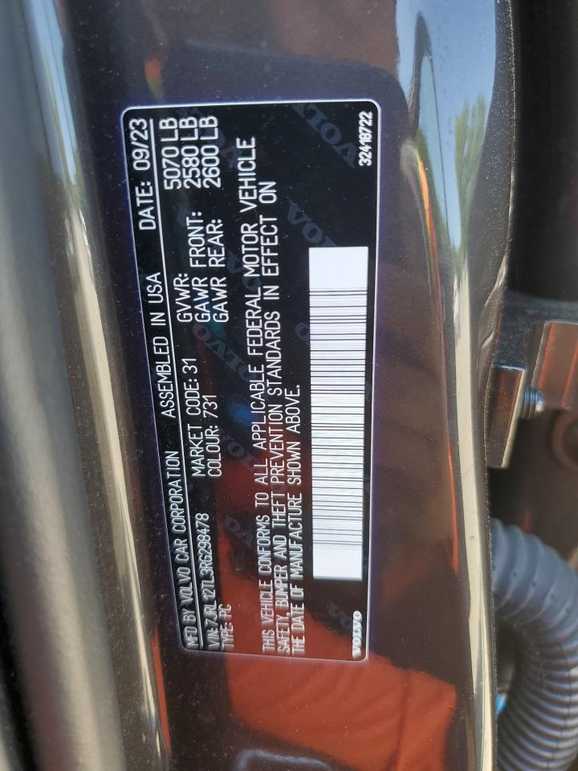 MFD BY VOLVO CAR CORPORATION ASSEMBLED IN USA DATE: 09/23
VIN: 7JRL12TL3RG298478 MARKET CODE: 31 GVWR: 5070 LB
TYPE: PC COLOUR: 731 GAWR FRONT: 2580 LB
GAWR REAR: 2600 LB
THIS VEHICLE CONFORMS TO ALL APPLICABLE FEDERAL MOTOR VEHICLE
SAFETY, BUMPER AND THEFT PREVENTION STANDARDS IN EFFECT ON
THE DATE OF MANUFACTURE SHOWN ABOVE.
VOLVO 32418722